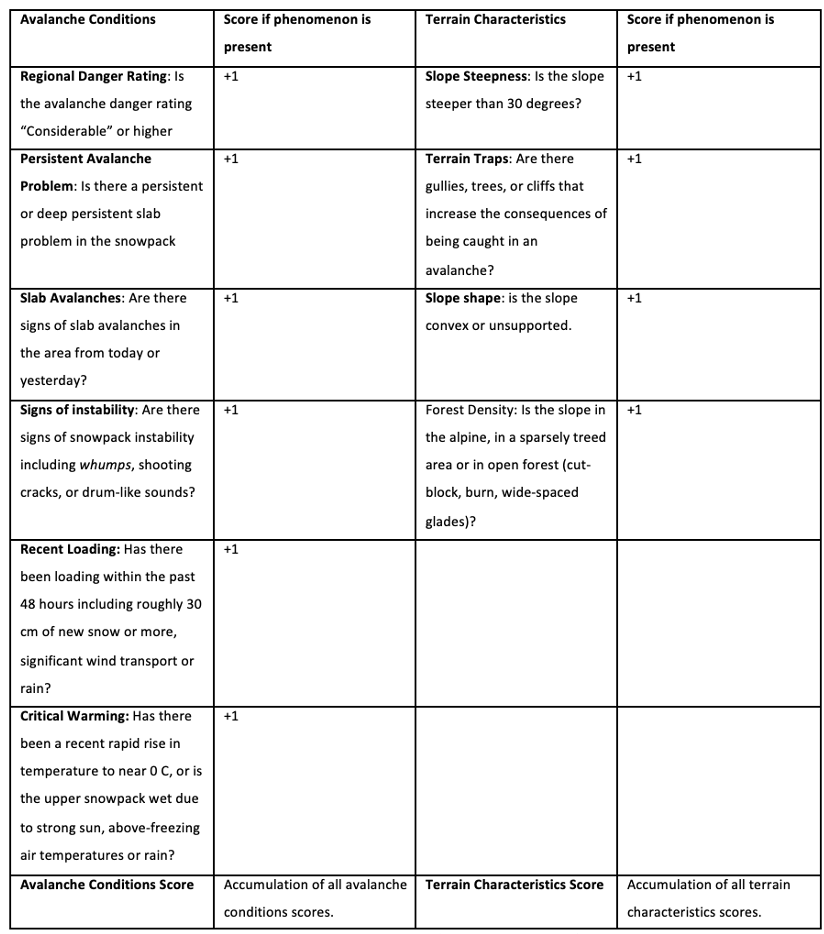 Avalanche Conditions
Score if phenomenon is
present
Terrain Characteristics
Score if phenomenon is
present
Regional Danger Rating: Is
the avalanche danger rating
“Considerable” or higher
+1
Slope Steepness: Is the slope
steeper than 30 degrees?
+1
Persistent Avalanche
Problem: Is there a persistent
or deep persistent slab
problem in the snowpack
+1
Terrain Traps: Are there
gullies, trees, or cliffs that
increase the consequences of
being caught in an
avalanche?
+1
Slab Avalanches: Are there
signs of slab avalanches in
the area from today or
yesterday?
+1
Slope shape: is the slope
convex or unsupported.
+1
Signs of instability: Are there
signs of snowpack instability
including whumps, shooting
cracks, or drum-like sounds?
+1
Forest Density: Is the slope in
the alpine, in a sparsely treed
area or in open forest (cut-
block, burn, wide-spaced
glades)?
+1
Recent Loading: Has there
been loading within the past
48 hours including roughly 30
cm of new snow or more,
significant wind transport or
rain?
+1
Critical Warming: Has there
been a recent rapid rise in
temperature to near 0 C, or is
the upper snowpack wet due
to strong sun, above-freezing
air temperatures or rain?
+1
Avalanche Conditions Score
Accumulation of all avalanche
conditions scores.
Terrain Characteristics Score
Accumulation of all terrain
characteristics scores.